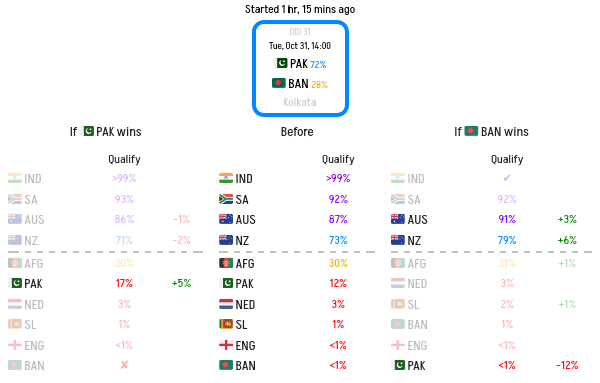 Started 1 hr, 15 mins ago
ODI 31
Tue, Oct 31, 14:00
PAK 72%
BAN 28%
Kolkata
If PAK wins
Before
If BAN wins
Qualify
Qualify
Qualify
IND >99%
IND >99%
IND ✔
SA 93%
SA 92%
SA 92%
AUS 86% -1%
AUS 87%
AUS 91% +3%
NZ 71% -2%
NZ 73%
NZ 79% +6%
AFG 30%
AFG 30%
AFG 31% +1%
PAK 17% +5%
PAK 12%
NED 3%
NED 3%
NED 3%
SL 2% +1%
SL 1%
SL 1%
BAN 1%
ENG <1%
ENG <1%
ENG <1%
BAN ✘
BAN <1%
PAK <1% -12%